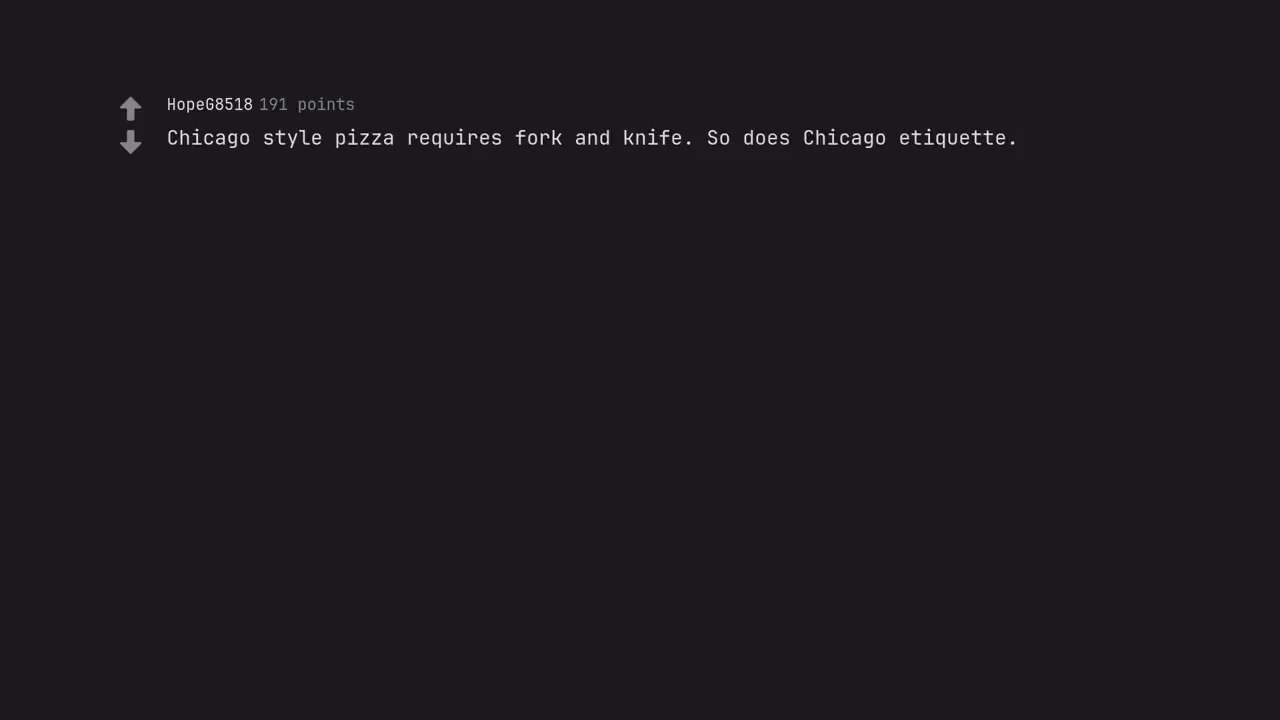 HopeG8518 191 points
Chicago style pizza requires fork and knife. So does Chicago etiquette.